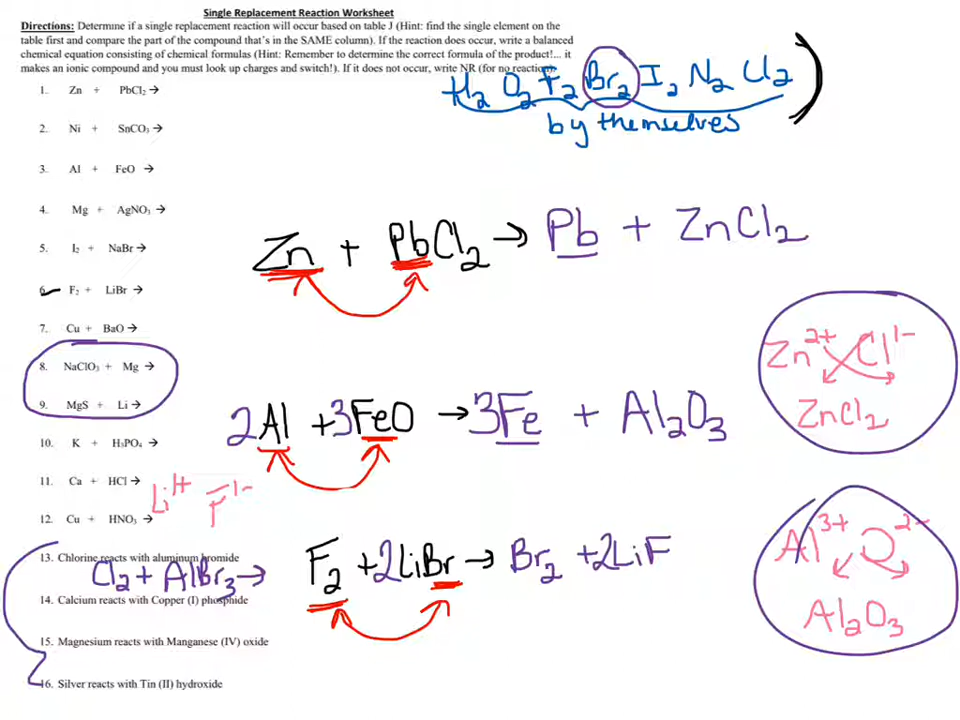 Single Replacement Reaction Worksheet
Directions: Determine if a single replacement reaction will occur based on table J (Hint: find the single element on the
table first and compare the part of the compound that's in the SAME column). If the reaction does occur, write a balanced
chemical equation consisting of chemical formulas (Hint: Remember to determine the correct formula of the product!... it
makes an ionic compound and you must look up charges and switch!). If it does not occur, write NR (for no reaction).
H₂ O₂ F₂ Br₂ I₂ N₂ Cl₂)
by themselves
1. Zn + PbCl₂ →
2. Ni + SnCO₃ →
3. Al + FeO →
4. Mg + AgNO₃ →
5. I₂ + NaBr →
6. F₂ + LiBr →
7. Cu + BaO →
8. NaClO₃ + Mg →
9. MgS + Li →
10. K + H₃PO₄ →
11. Ca + HCl →
12. Cu + HNO₃ →
13. Chlorine reacts with aluminum bromide
Cl₂ + AlBr₃ →
14. Calcium reacts with Copper (I) phosphide
15. Magnesium reacts with Manganese (IV) oxide
16. Silver reacts with Tin (II) hydroxide
Zn + PbCl₂ → Pb + ZnCl₂
Zn²⁺ Cl¹⁻
ZnCl₂
2Al + 3FeO → 3Fe + Al₂O₃
Li¹⁺ F¹⁻
Al³⁺ O²⁻
Al₂O₃
F₂ + 2LiBr → Br₂ + 2LiF